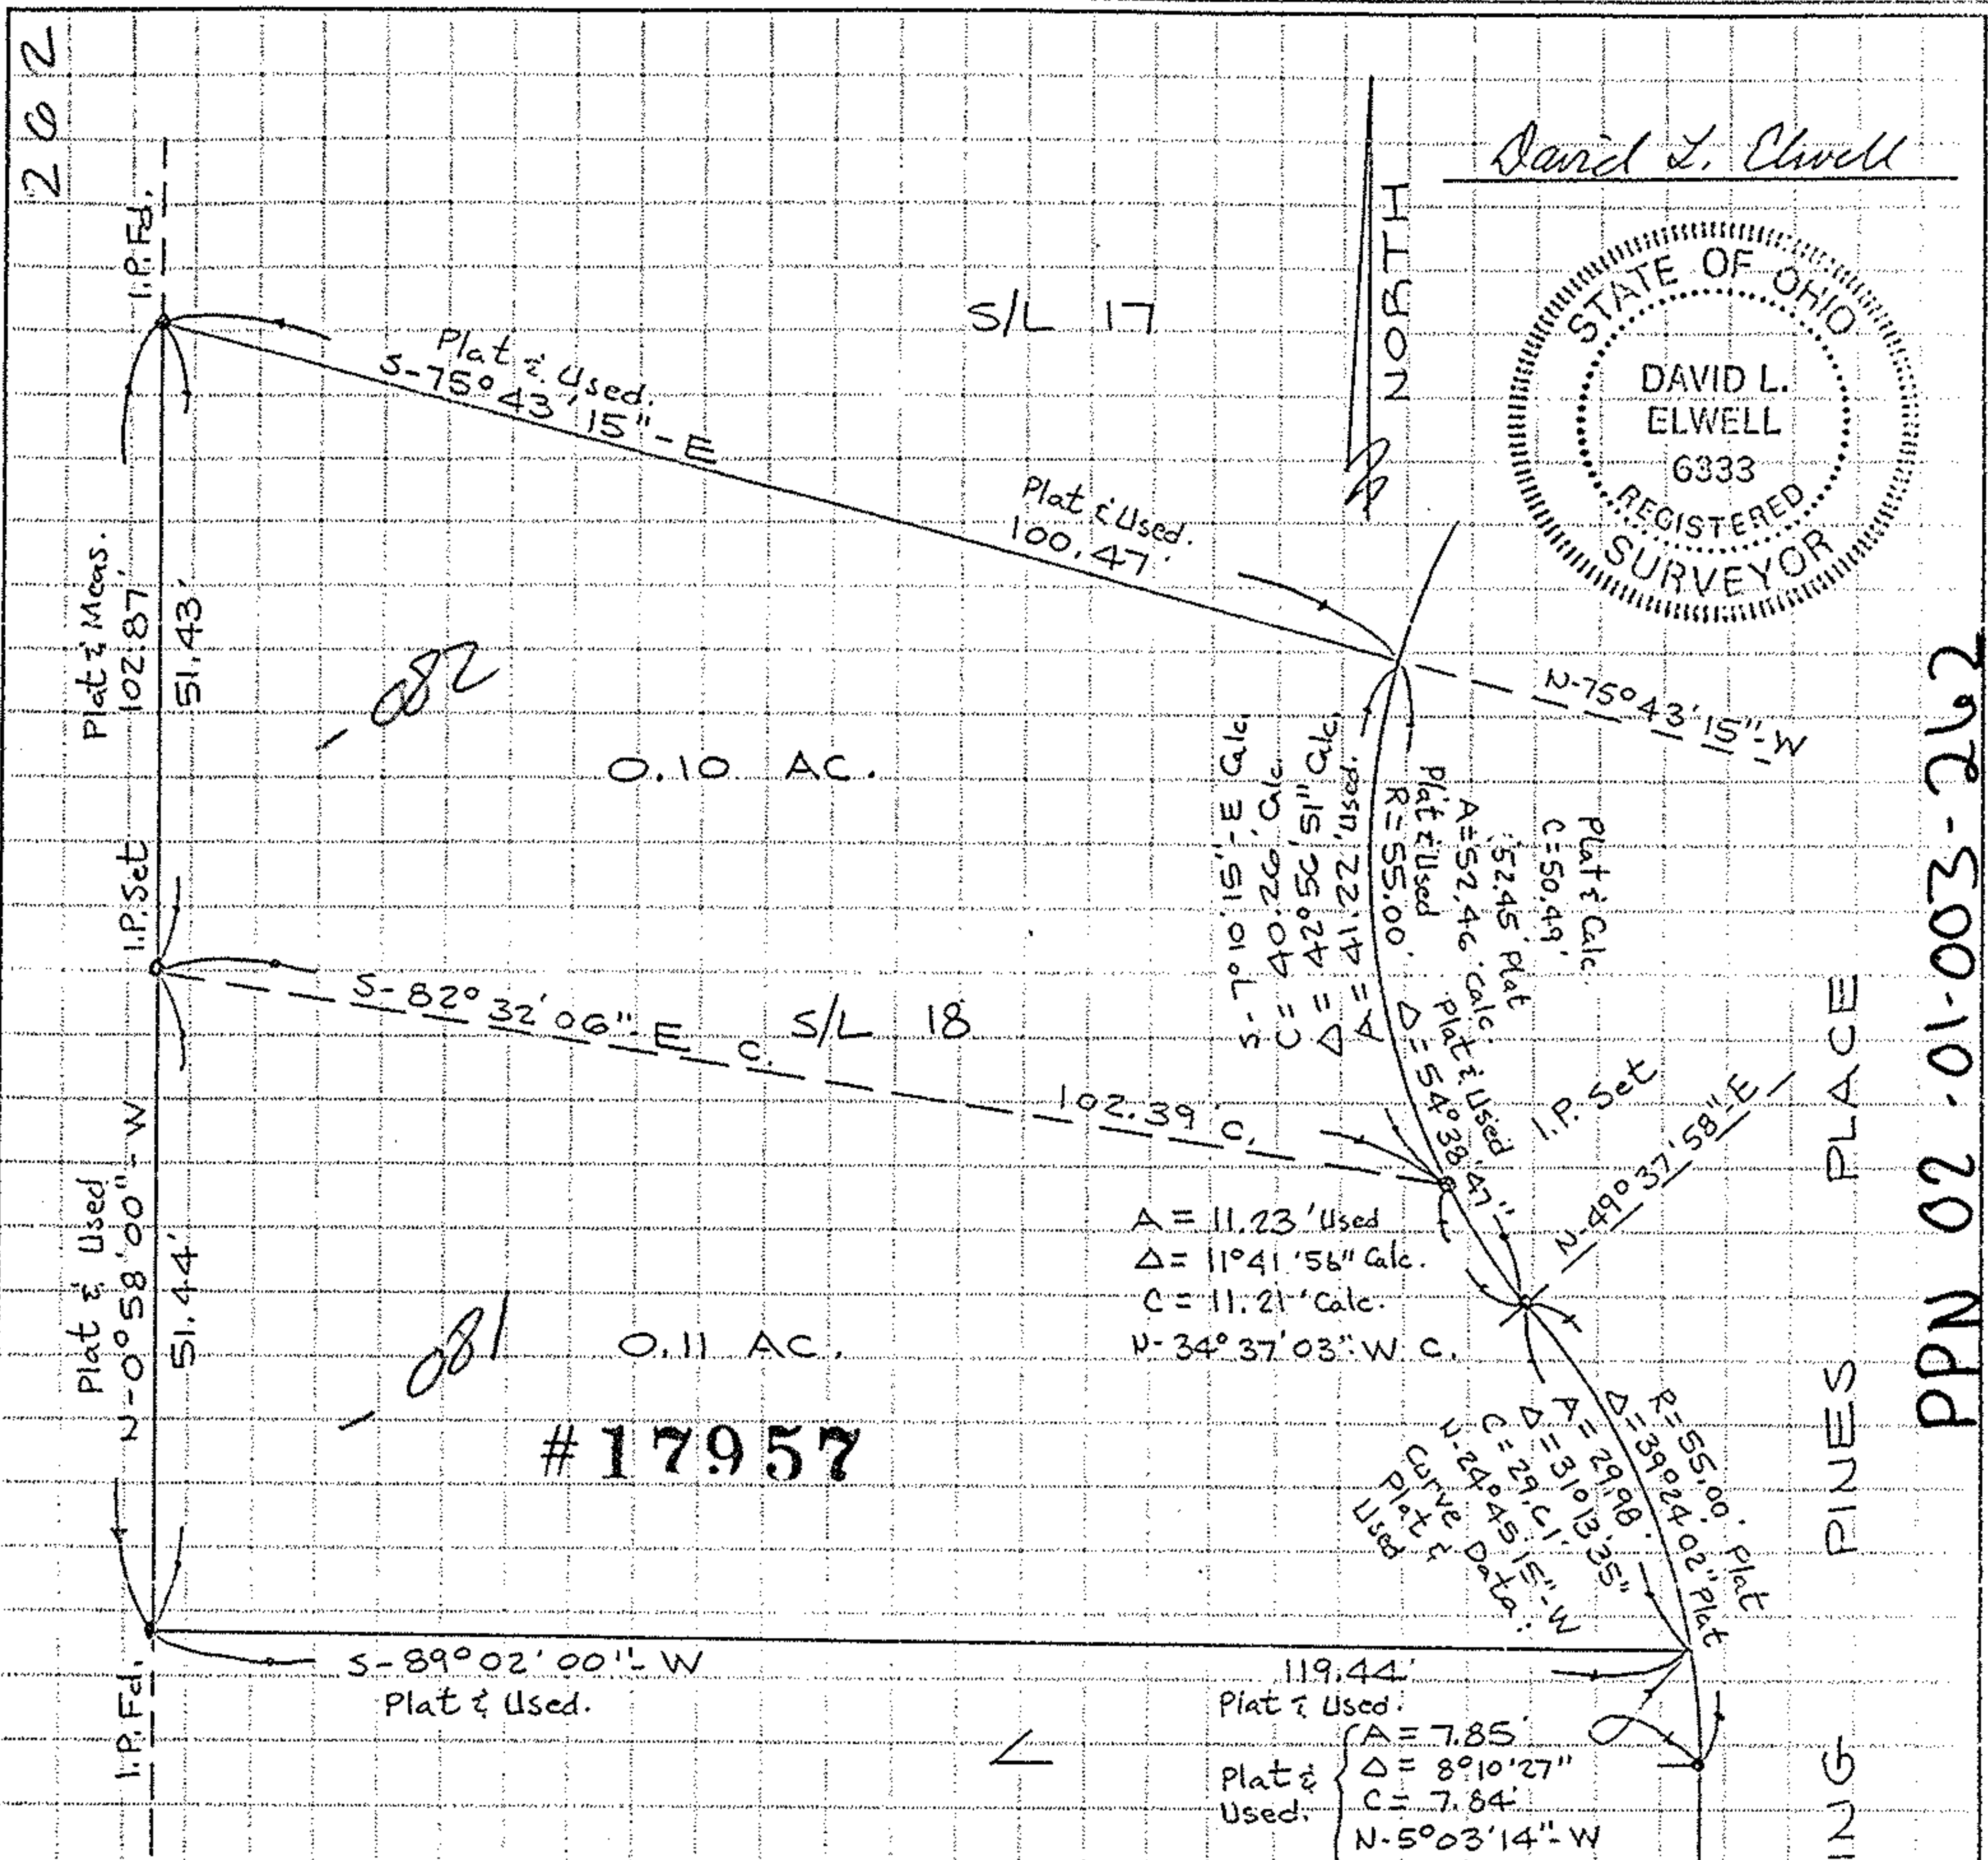 2 6 2
David L. Elwell
STATE OF OHIO
DAVID L.
ELWELL
6333
REGISTERED
SURVEYOR
NORTH
I.P. Fd.
S/L 17
Plat & Used.
S-75°43'15"-E
Plat & Used.
100.47'
N-75°43'15"-W
Plat & Meas.
102.87'
51.43'
-082
0.10 AC.
S-7°10'15"-E Calc.
C = 40.26' Calc.
Δ = 42°56'51" Calc.
A = 41.22' Used.
R = 55.00'
Plat & Used
A = 52.46' Calc.
52.45' Plat
C = 50.49'
Plat & Calc.
Δ = 54°38'47"
Plat & Used
I.P. Set
S-82°32'06"-E C.
S/L 18
102.39' C.
I.P. Set
N-49°37'58"-E
A = 11.23' Used
Δ = 11°41'56" Calc.
C = 11.21' Calc.
N-34°37'03"-W C.
Plat & Used
N-0°58'00"-W
51.44'
-081
0.11 AC.
#17957
R = 55.00' Plat
Δ = 39°24'02" Plat
A = 29.98'
Δ = 31°13'35"
C = 29.61'
N-24°45'15"-W
Curve Data:
Plat &
Used
I.P. Fd.
S-89°02'00"-W
Plat & Used.
119.44'
Plat & Used.
Plat &
Used.
A = 7.85'
Δ = 8°10'27"
C = 7.84'
N-5°03'14"-W
ING PINES PLACE
PPN 02-01-003-262